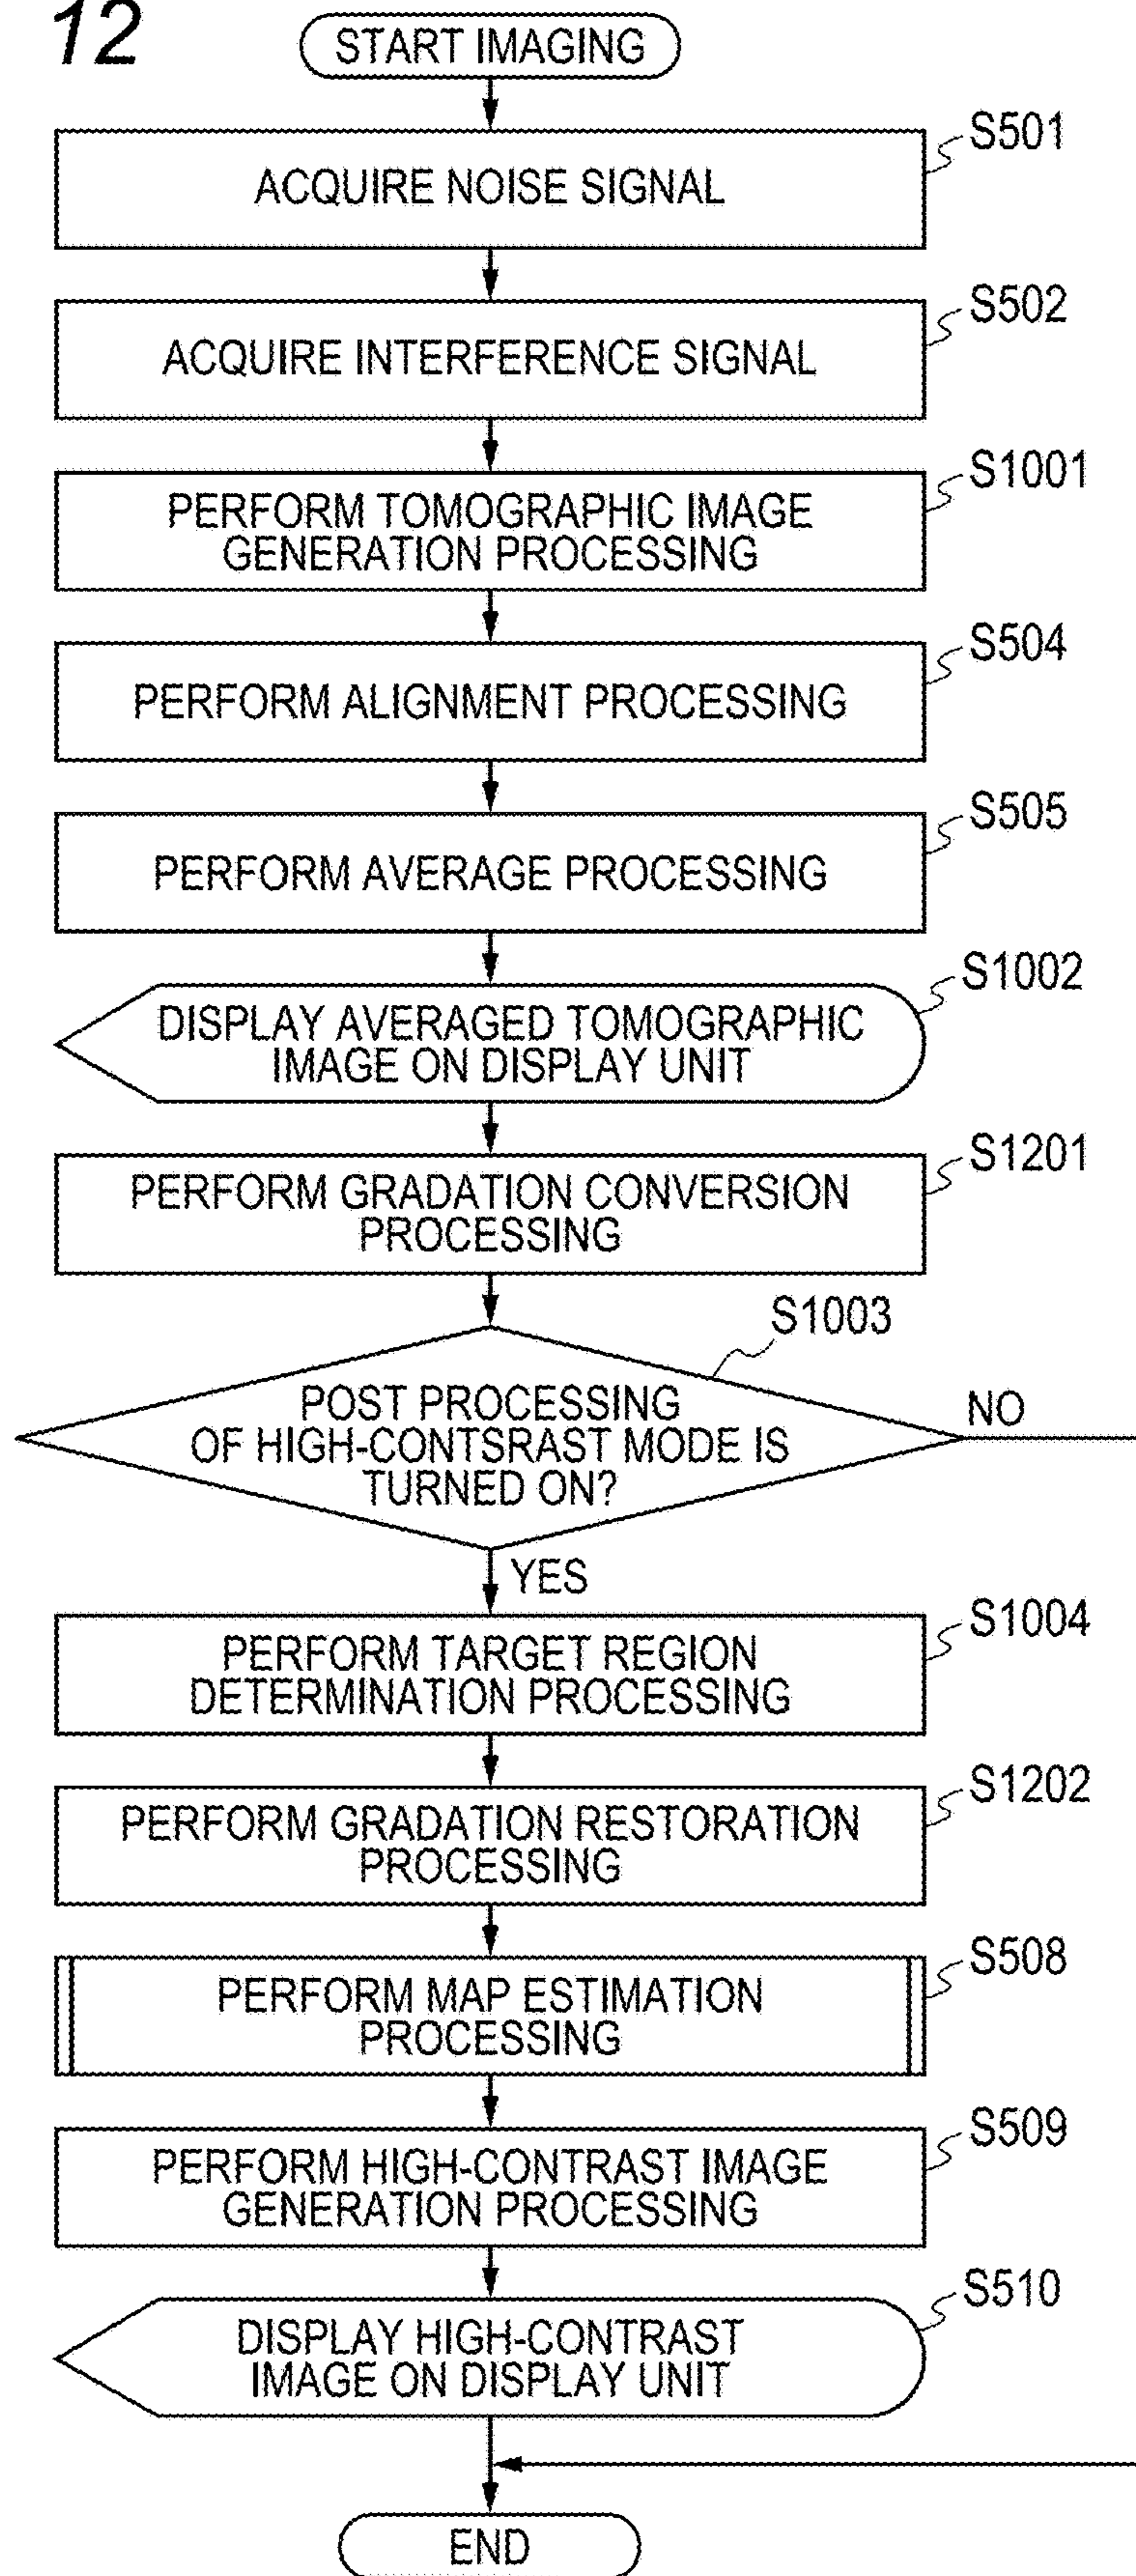 12
START IMAGING
S501
ACQUIRE NOISE SIGNAL
S502
ACQUIRE INTERFERENCE SIGNAL
S1001
PERFORM TOMOGRAPHIC IMAGE
GENERATION PROCESSING
S504
PERFORM ALIGNMENT PROCESSING
S505
PERFORM AVERAGE PROCESSING
S1002
DISPLAY AVERAGED TOMOGRAPHIC
IMAGE ON DISPLAY UNIT
S1201
PERFORM GRADATION CONVERSION
PROCESSING
S1003
POST PROCESSING
OF HIGH-CONTSRAST MODE IS
TURNED ON?
NO
YES
S1004
PERFORM TARGET REGION
DETERMINATION PROCESSING
S1202
PERFORM GRADATION RESTORATION
PROCESSING
S508
PERFORM MAP ESTIMATION
PROCESSING
S509
PERFORM HIGH-CONTRAST IMAGE
GENERATION PROCESSING
S510
DISPLAY HIGH-CONTRAST
IMAGE ON DISPLAY UNIT
END